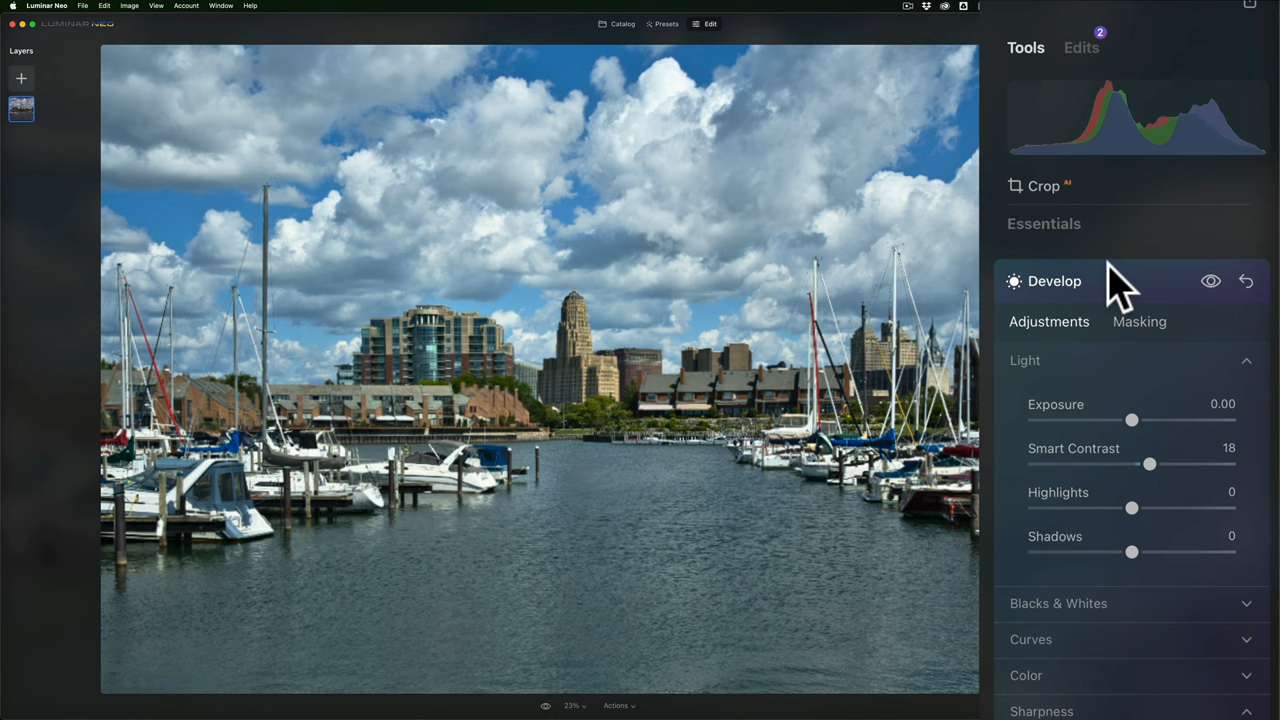 Luminar Neo File Edit Image View Account Window Help
LUMINAR NEO
Catalog Presets Edit
Layers
2
Tools Edits
Crop AI
Essentials
Develop
Adjustments Masking
Light
Exposure 0.00
Smart Contrast 18
Highlights 0
Shadows 0
Blacks & Whites
Curves
Color
Sharpness
23% Actions